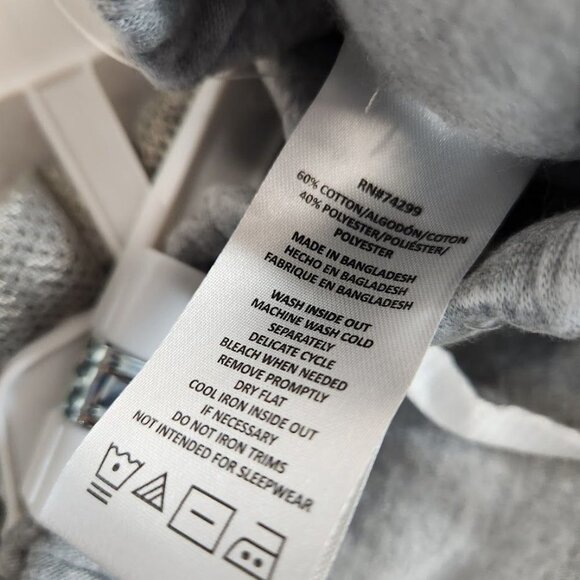 RN#74299
60% COTTON/ALGODÓN/COTON
40% POLYESTER/POLIÉSTER/
POLYESTER
MADE IN BANGLADESH
HECHO EN BAGLADESH
FABRIQUE EN BANGLADESH
WASH INSIDE OUT
MACHINE WASH COLD
SEPARATELY
DELICATE CYCLE
BLEACH WHEN NEEDED
REMOVE PROMPTLY
DRY FLAT
COOL IRON INSIDE OUT
IF NECESSARY
DO NOT IRON TRIMS
NOT INTENDED FOR SLEEPWEAR